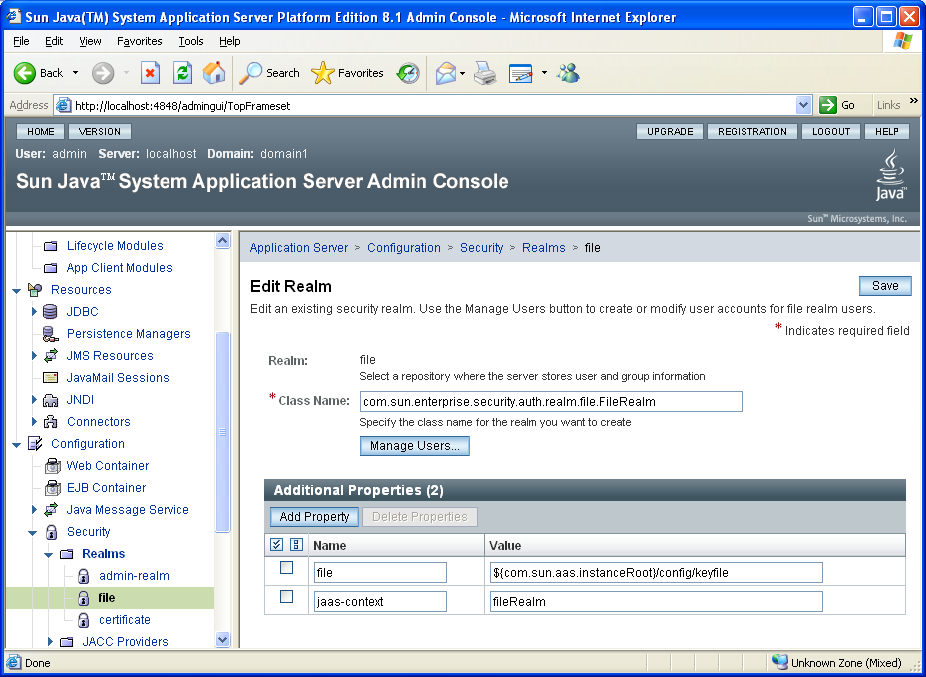 Sun Java(TM) System Application Server Platform Edition 8.1 Admin Console - Microsoft Internet Explorer
File Edit View Favorites Tools Help
Back Search Favorites
Address http://localhost:4848/admingui/TopFrameset Go Links »
HOME VERSION UPGRADE REGISTRATION LOGOUT HELP
User: admin Server: localhost Domain: domain1
Sun Java™ System Application Server Admin Console
Java™
Sun™ Microsystems, Inc.
Lifecycle Modules
App Client Modules
Resources
JDBC
Persistence Managers
JMS Resources
JavaMail Sessions
JNDI
Connectors
Configuration
Web Container
EJB Container
Java Message Service
Security
Realms
admin-realm
file
certificate
JACC Providers
Application Server > Configuration > Security > Realms > file
Edit Realm
Save
Edit an existing security realm. Use the Manage Users button to create or modify user accounts for file realm users.
* Indicates required field
Realm: file
Select a repository where the server stores user and group information
* Class Name: com.sun.enterprise.security.auth.realm.file.FileRealm
Specify the class name for the realm you want to create
Manage Users...
Additional Properties (2)
Add Property Delete Properties
Name Value
file ${com.sun.aas.instanceRoot}/config/keyfile
jaas-context fileRealm
Done Unknown Zone (Mixed)